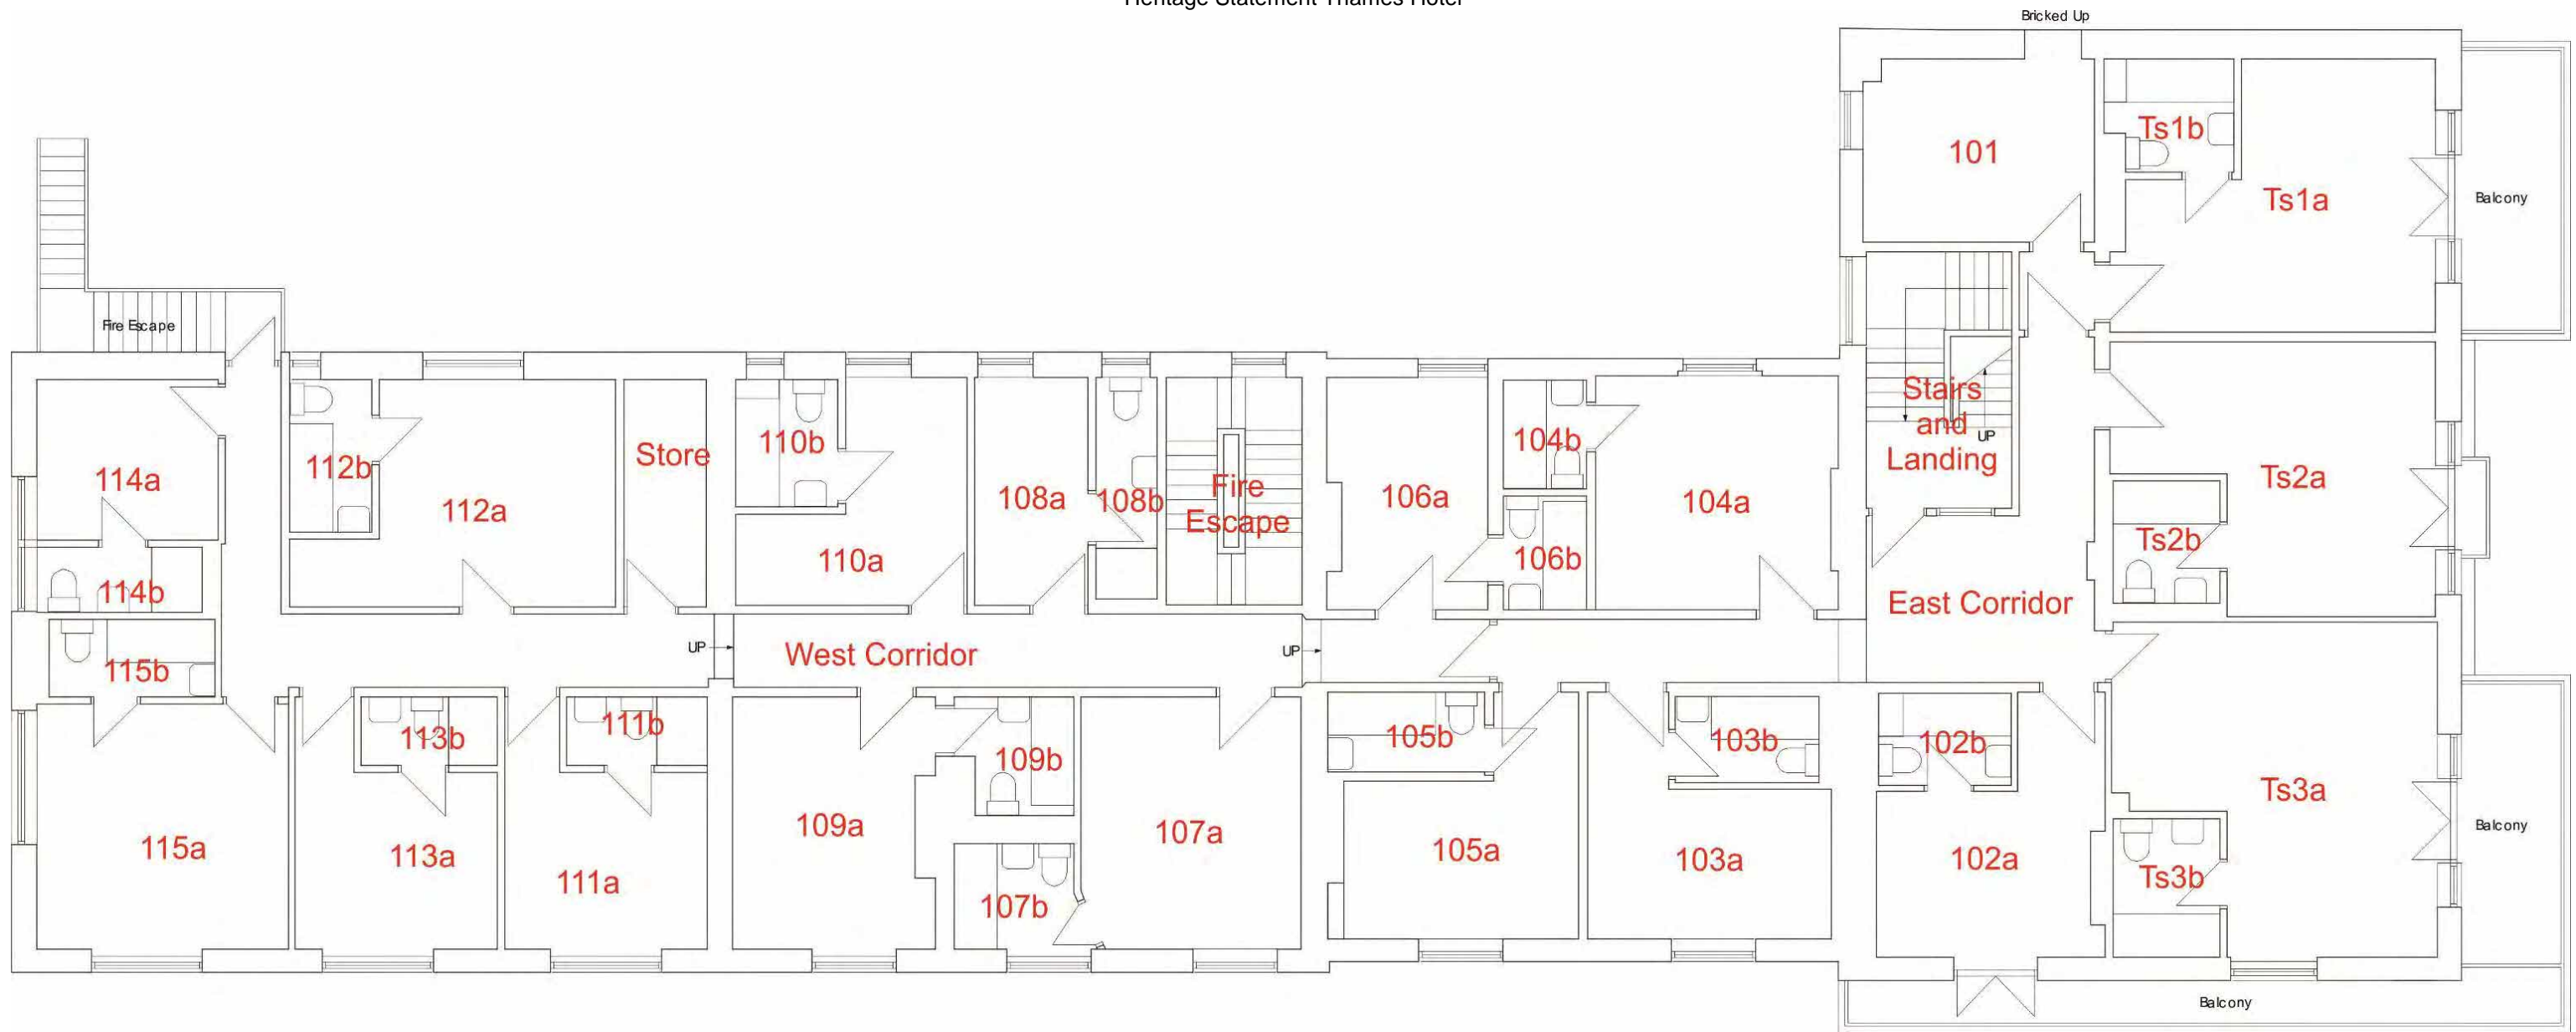 Heritage Statement Thames Hotel
Bricked Up
Ts1b
101
Ts1a
Balcony
Fire Escape
Stairs
and
Landing
UP
114a
112b
112a
Store
110b
110a
108a
108b
Fire
Escape
106a
104b
106b
104a
Ts2a
Ts2b
114b
115b
East Corridor
UP
West Corridor
UP
113b
111b
109b
105b
103b
102b
Ts3a
Balcony
115a
113a
111a
109a
107b
107a
105a
103a
102a
Ts3b
Balcony